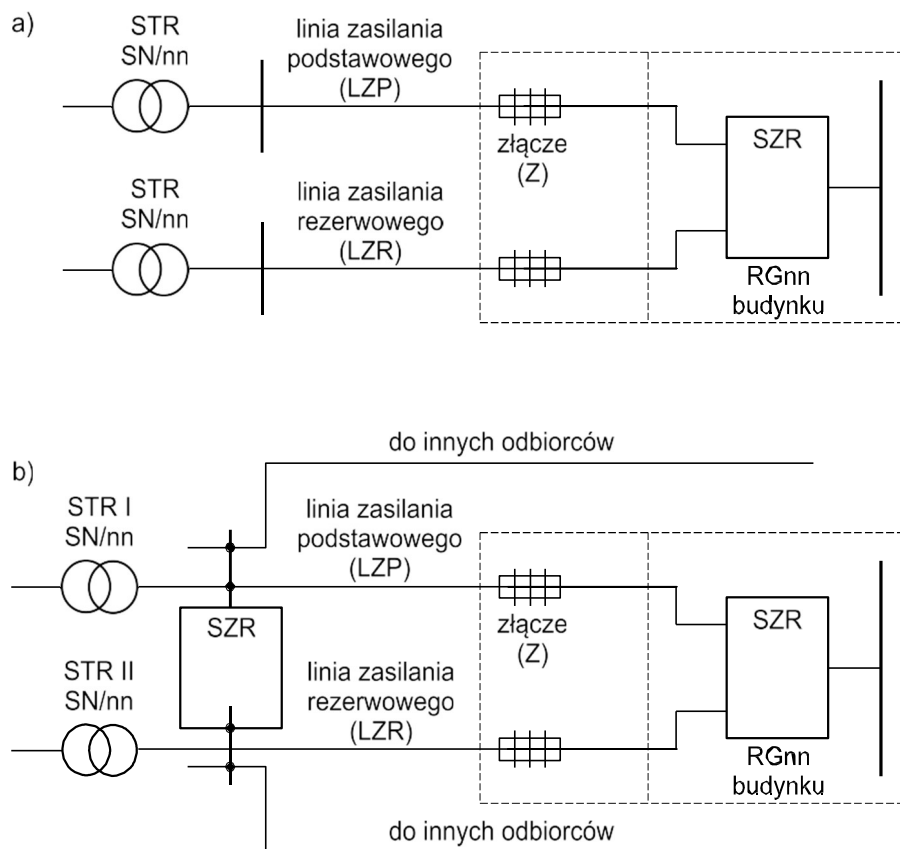 a)
STR
SN/nn
linia zasilania
podstawowego
(LZP)
złącze
(Z)
SZR
STR
SN/nn
linia zasilania
rezerwowego
(LZR)
RGnn
budynku
do innych odbiorców
b)
STR I
SN/nn
linia zasilania
podstawowego
(LZP)
SZR
złącze
(Z)
SZR
STR II
SN/nn
linia zasilania
rezerwowego
(LZR)
RGnn
budynku
do innych odbiorców